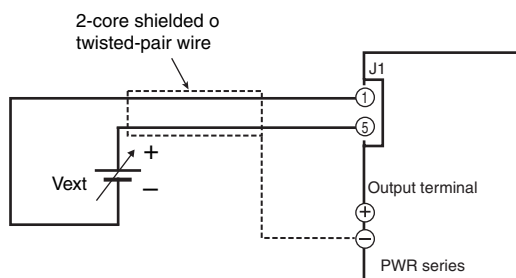 2-core shielded o
twisted-pair wire
J1
1
5
+
Vext
−
Output terminal
+
−
PWR series